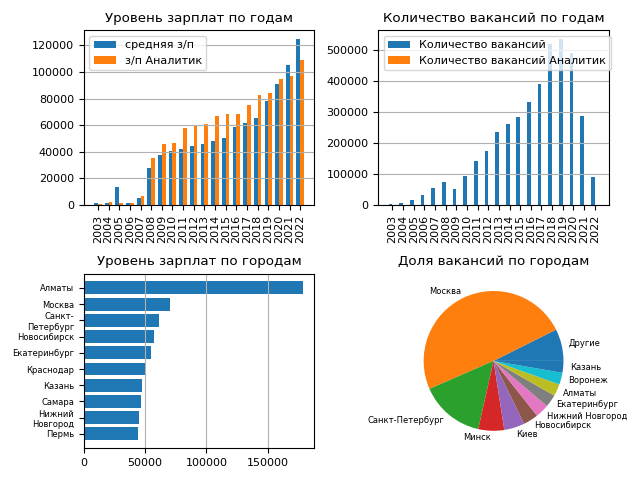 Уровень зарплат по годам
средняя з/п
з/п Аналитик
120000
100000
80000
60000
40000
20000
0
2003
2004
2005
2006
2007
2008
2009
2010
2011
2012
2013
2014
2015
2016
2017
2018
2019
2020
2021
2022
Количество вакансий по годам
Количество вакансий
Количество вакансий Аналитик
500000
400000
300000
200000
100000
0
2003
2004
2005
2006
2007
2008
2009
2010
2011
2012
2013
2014
2015
2016
2017
2018
2019
2020
2021
2022
Уровень зарплат по городам
Алматы
Москва
Санкт-
Петербург
Новосибирск
Екатеринбург
Краснодар
Казань
Самара
Нижний
Новгород
Пермь
0
50000
100000
150000
Доля вакансий по городам
Москва
Другие
Казань
Воронеж
Алматы
Екатеринбург
Нижний Новгород
Новосибирск
Киев
Минск
Санкт-Петербург